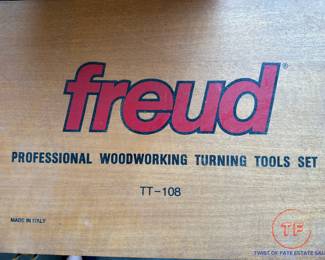 freud®
PROFESSIONAL WOODWORKING TURNING TOOLS SET
TT-108
MADE IN ITALY
TF
TWIST OF FATE ESTATE SALES